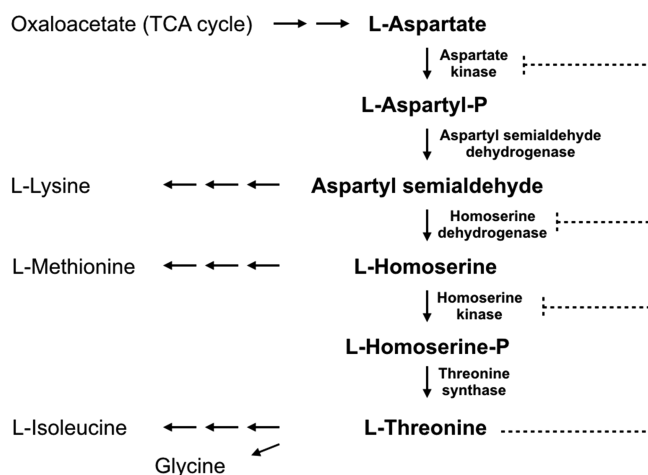 Oxaloacetate (TCA cycle) L-Aspartate
Aspartate
kinase
L-Aspartyl-P
Aspartyl semialdehyde
dehydrogenase
L-Lysine Aspartyl semialdehyde
Homoserine
dehydrogenase
L-Methionine L-Homoserine
Homoserine
kinase
L-Homoserine-P
Threonine
synthase
L-Isoleucine L-Threonine
Glycine